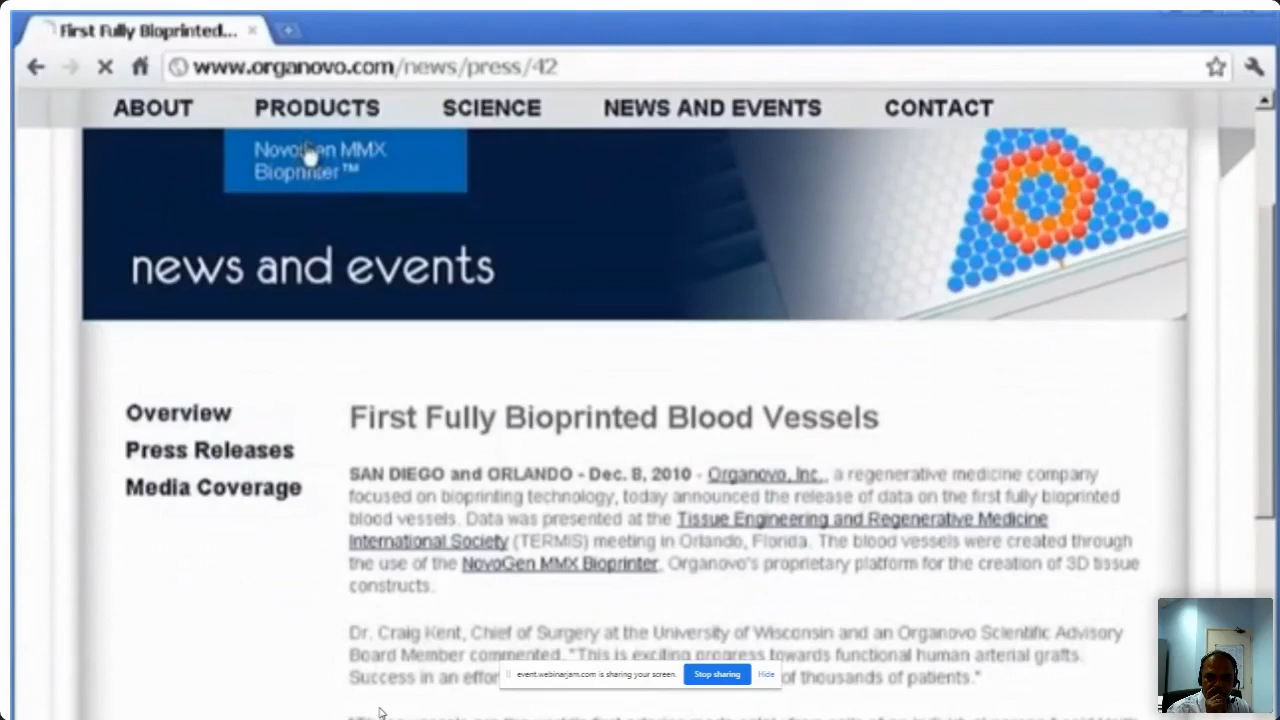 First Fully Bioprinted...
www.organovo.com/news/press/42
ABOUT PRODUCTS SCIENCE NEWS AND EVENTS CONTACT
NovoGen MMX
Bioprinter™
news and events
Overview
Press Releases
Media Coverage
First Fully Bioprinted Blood Vessels
SAN DIEGO and ORLANDO - Dec. 8, 2010 - Organovo, Inc., a regenerative medicine company
focused on bioprinting technology, today announced the release of data on the first fully bioprinted
blood vessels. Data was presented at the Tissue Engineering and Regenerative Medicine
International Society (TERMIS) meeting in Orlando, Florida. The blood vessels were created through
the use of the NovoGen MMX Bioprinter, Organovo's proprietary platform for the creation of 3D tissue
constructs.
Dr. Craig Kent, Chief of Surgery at the University of Wisconsin and an Organovo Scientific Advisory
Board Member commented, "This is exciting progress towards functional human arterial grafts.
Success in an effor of thousands of patients."
event.webinarjam.com is sharing your screen. Stop sharing Hide